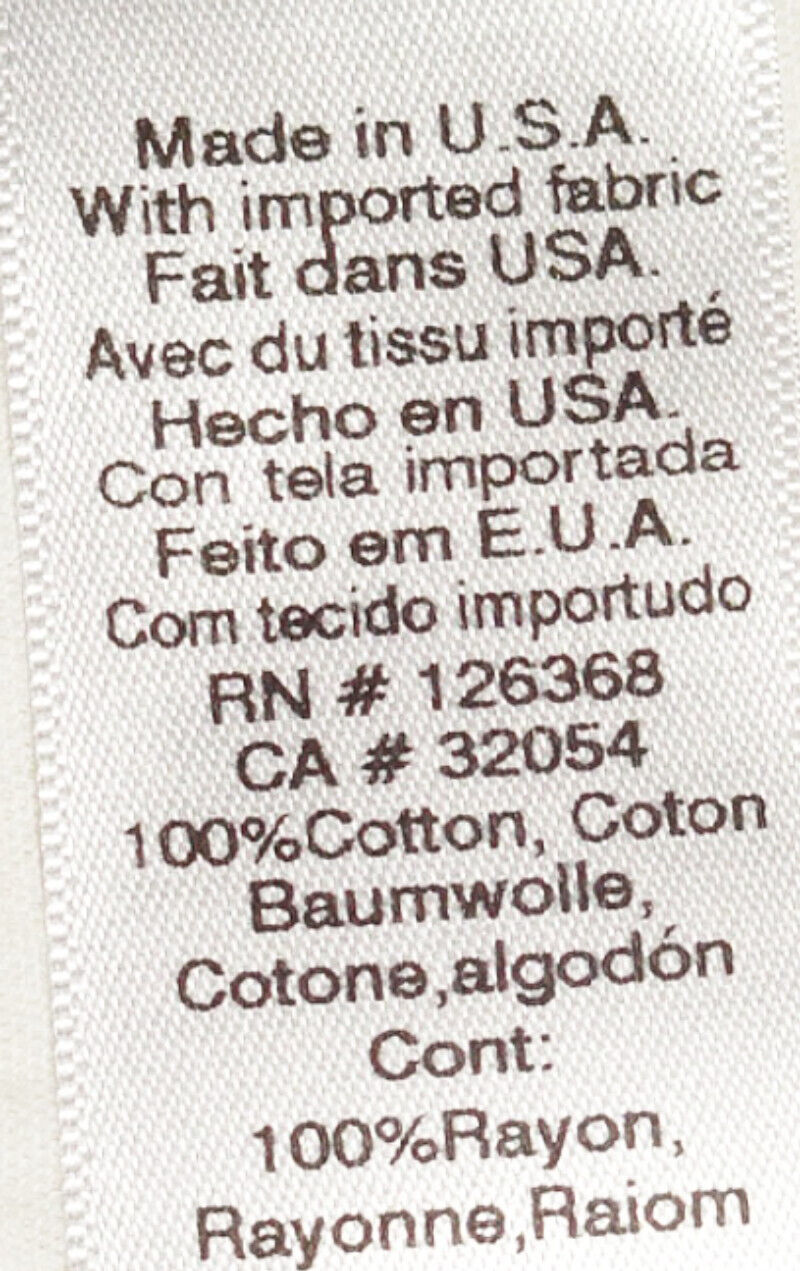 Made in U.S.A.
With imported fabric
Fait dans USA.
Avec du tissu importé
Hecho en USA.
Con tela importada
Feito em E.U.A.
Com tecido importudo
RN # 126368
CA # 32054
100%Cotton, Coton
Baumwolle,
Cotone,algodón
Cont:
100%Rayon,
Rayonne,Raiom